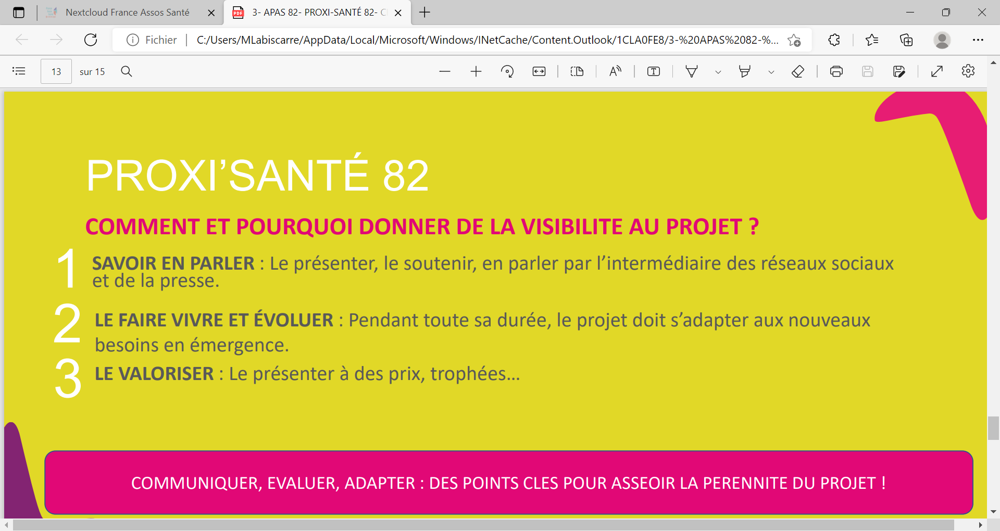 Nextcloud France Assos Santé
3- APAS 82- PROXI-SANTÉ 82- C
Fichier
C:/Users/MLabiscarre/AppData/Local/Microsoft/Windows/INetCache/Content.Outlook/1CLA0FE8/3-%20APAS%2082-%...
13 sur 15
PROXI’SANTÉ 82
COMMENT ET POURQUOI DONNER DE LA VISIBILITE AU PROJET ?
1 SAVOIR EN PARLER : Le présenter, le soutenir, en parler par l’intermédiaire des réseaux sociaux
et de la presse.
2 LE FAIRE VIVRE ET ÉVOLUER : Pendant toute sa durée, le projet doit s’adapter aux nouveaux
besoins en émergence.
3 LE VALORISER : Le présenter à des prix, trophées...
COMMUNIQUER, EVALUER, ADAPTER : DES POINTS CLES POUR ASSEOIR LA PERENNITE DU PROJET !